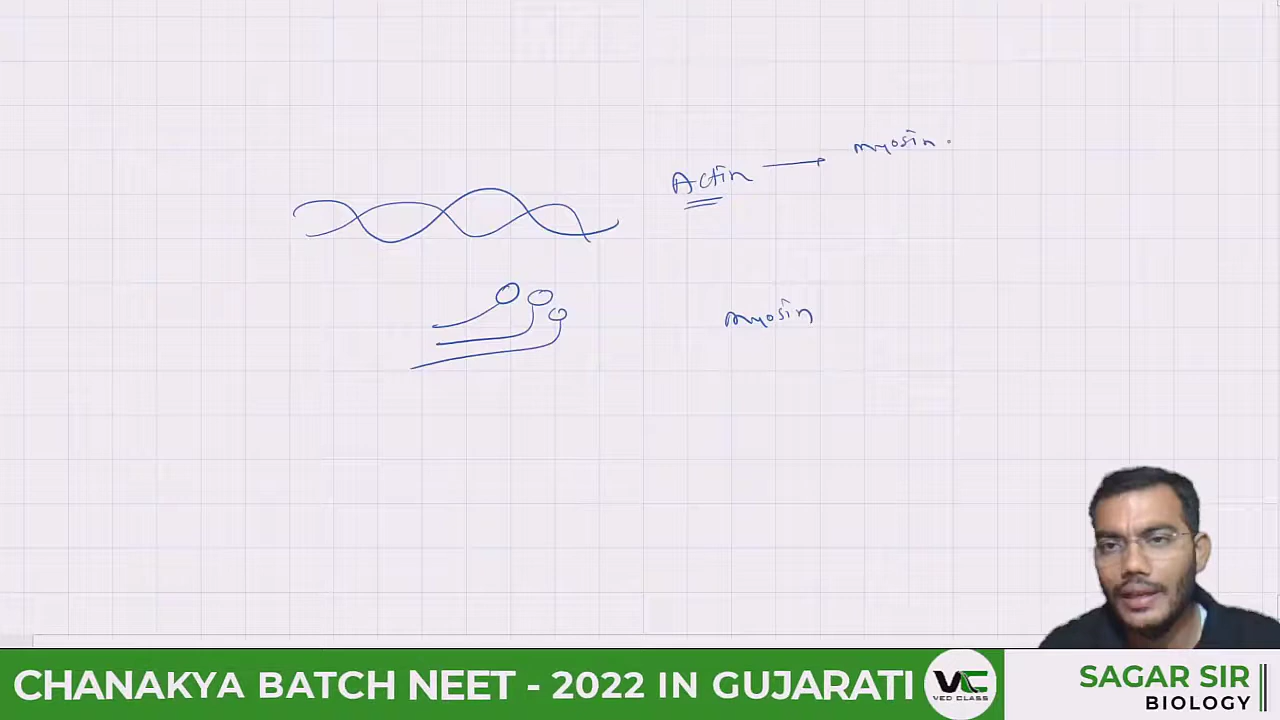 Actin → myosin.
myosin
CHANAKYA BATCH NEET - 2022 IN GUJARATI
VC
VED CLASS
SAGAR SIR
BIOLOGY